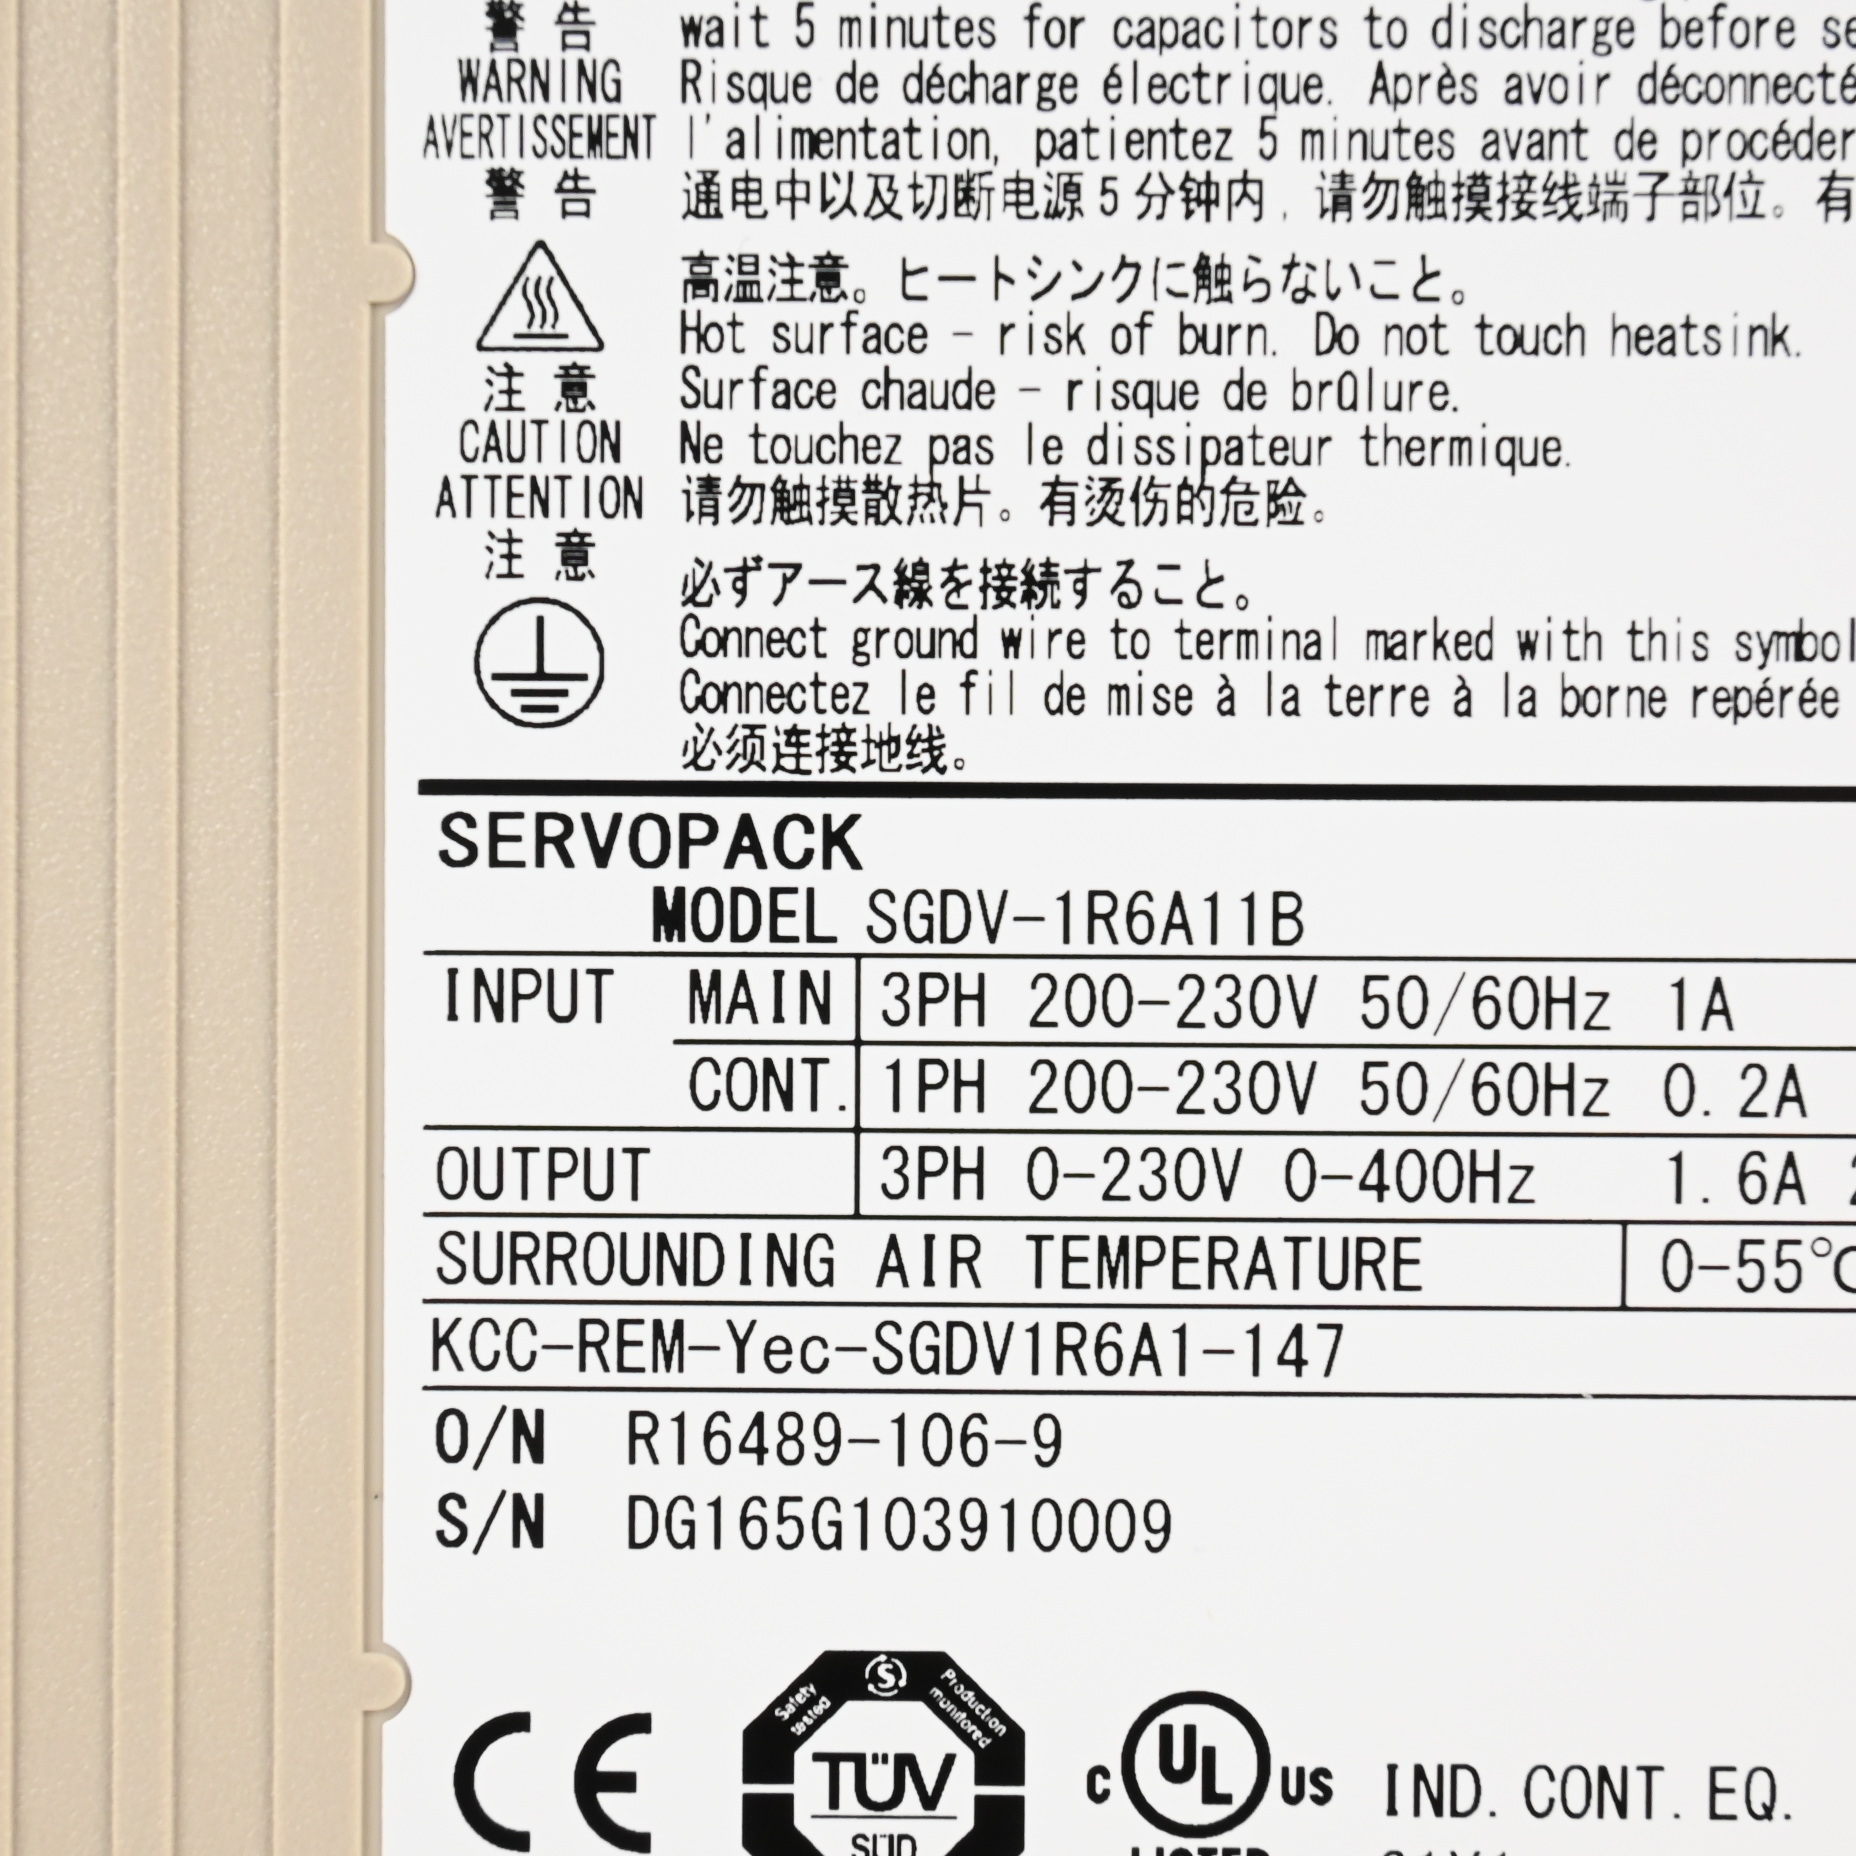 警 告 wait 5 minutes for capacitors to discharge before
WARNING Risque de décharge électrique. Après avoir déconnecté
AVERTISSEMENT l'alimentation, patientez 5 minutes avant de procéder
警 告 通电中以及切断电源5分钟内, 请勿触摸接线端子部位。有
高温注意。ヒートシンクに触らないこと。
Hot surface - risk of burn. Do not touch heatsink.
注 意 Surface chaude - risque de brûlure.
CAUTION Ne touchez pas le dissipateur thermique.
ATTENTION 请勿触摸散热片。有烫伤的危险。
注 意
必ずアース線を接続すること。
Connect ground wire to terminal marked with this symbol
Connectez le fil de mise à la terre à la borne repérée
必须连接地线。
SERVOPACK
MODEL SGDV-1R6A11B
INPUT MAIN 3PH 200-230V 50/60Hz 1A
CONT. 1PH 200-230V 50/60Hz 0.2A
OUTPUT 3PH 0-230V 0-400Hz 1.6A
SURROUNDING AIR TEMPERATURE 0-55℃
KCC-REM-Yec-SGDV1R6A1-147
O/N R16489-106-9
S/N DG165G103910009
CE
S
Safety tested
Production monitored
TÜV
SÜD
C UL US IND. CONT. EQ.
LISTED